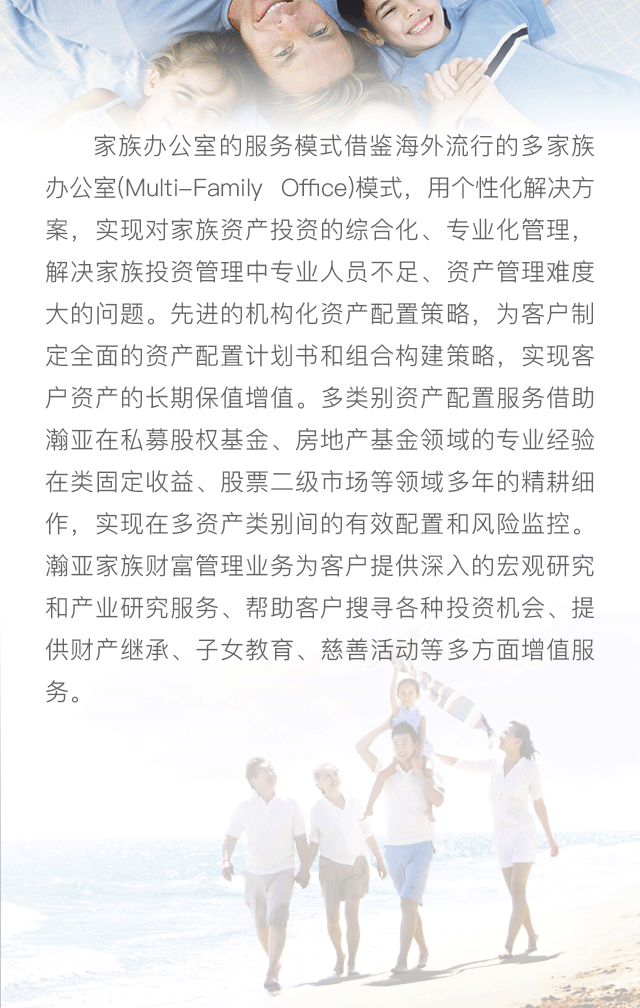 家族办公室的服务模式借鉴海外流行的多家族
办公室(Multi-Family Office)模式，用个性化解决方
案，实现对家族资产投资的综合化、专业化管理，
解决家族投资管理中专业人员不足、资产管理难度
大的问题。先进的机构化资产配置策略，为客户制
定全面的资产配置计划书和组合构建策略，实现客
户资产的长期保值增值。多类别资产配置服务借助
瀚亚在私募股权基金、房地产基金领域的专业经验
在类固定收益、股票二级市场等领域多年的精耕细
作，实现在多资产类别间的有效配置和风险监控。
瀚亚家族财富管理业务为客户提供深入的宏观研究
和产业研究服务、帮助客户搜寻各种投资机会、提
供财产继承、子女教育、慈善活动等多方面增值服
务。